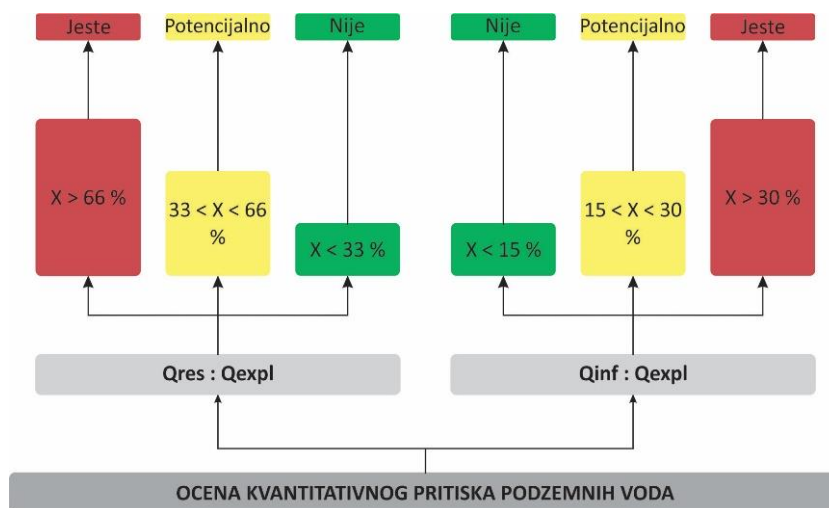 Jeste
Potencijalno
Nije
Nije
Potencijalno
Jeste
X > 66 %
33 < X < 66
%
X < 33 %
X < 15 %
15 < X < 30
%
X > 30 %
Qres : Qexpl
Qinf : Qexpl
OCENA KVANTITATIVNOG PRITISKA PODZEMNIH VODA